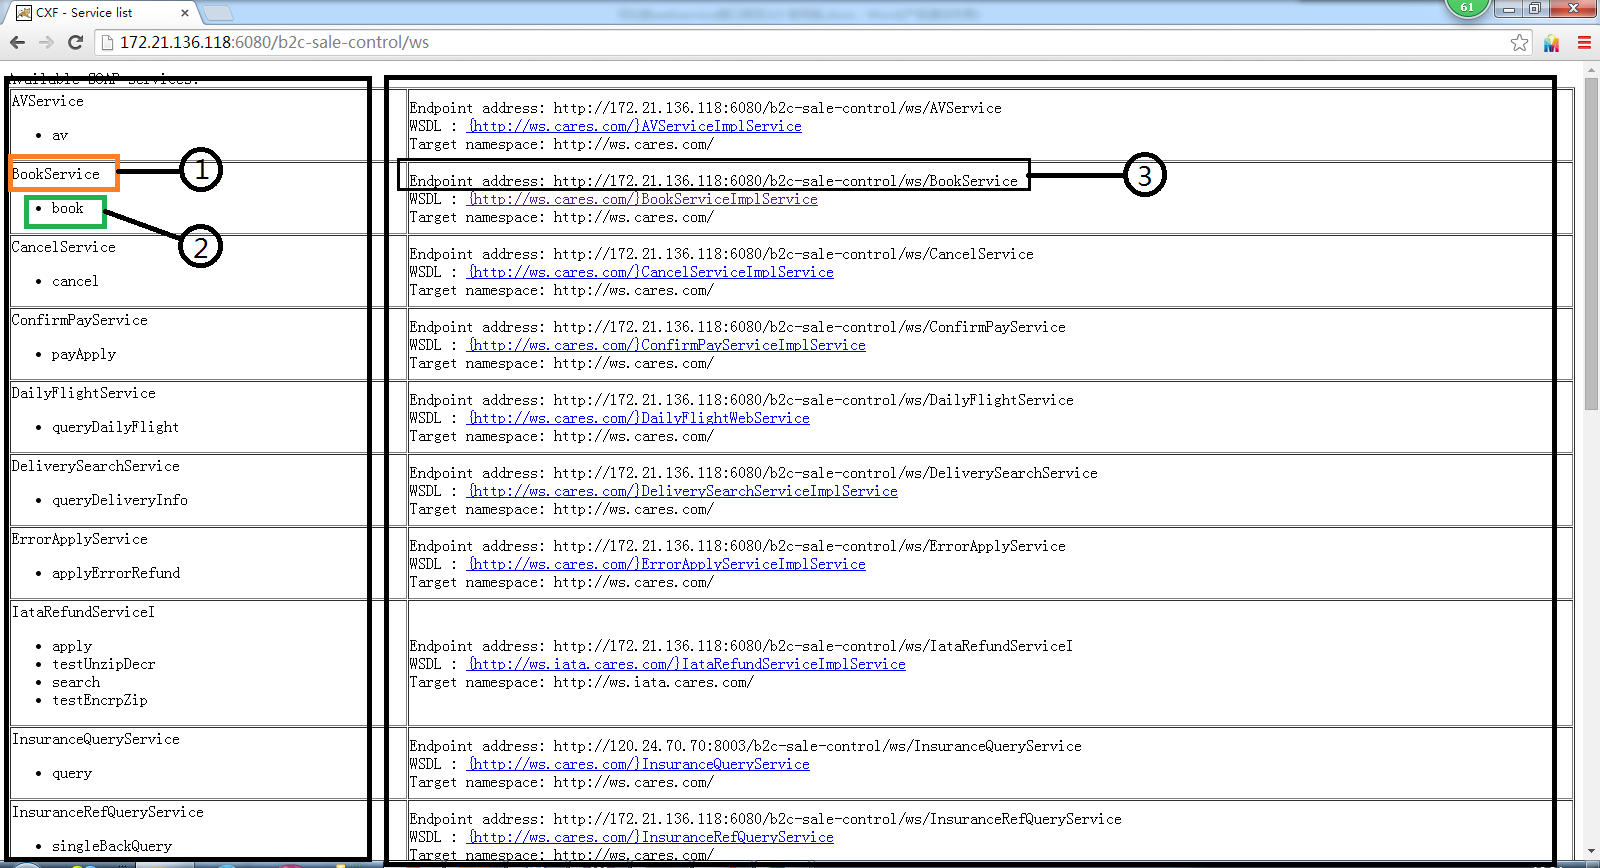 CXF - Service list
61
172.21.136.118:6080/b2c-sale-control/ws
Available SOAP services:
AVService
av
Endpoint address: http://172.21.136.118:6080/b2c-sale-control/ws/AVService
WSDL : {http://ws.cares.com/}AVServiceImplService
Target namespace: http://ws.cares.com/
BookService
1
book
2
Endpoint address: http://172.21.136.118:6080/b2c-sale-control/ws/BookService
3
WSDL : {http://ws.cares.com/}BookServiceImplService
Target namespace: http://ws.cares.com/
CancelService
cancel
Endpoint address: http://172.21.136.118:6080/b2c-sale-control/ws/CancelService
WSDL : {http://ws.cares.com/}CancelServiceImplService
Target namespace: http://ws.cares.com/
ConfirmPayService
payApply
Endpoint address: http://172.21.136.118:6080/b2c-sale-control/ws/ConfirmPayService
WSDL : {http://ws.cares.com/}ConfirmPayServiceImplService
Target namespace: http://ws.cares.com/
DailyFlightService
queryDailyFlight
Endpoint address: http://172.21.136.118:6080/b2c-sale-control/ws/DailyFlightService
WSDL : {http://ws.cares.com/}DailyFlightWebService
Target namespace: http://ws.cares.com/
DeliverySearchService
queryDeliveryInfo
Endpoint address: http://172.21.136.118:6080/b2c-sale-control/ws/DeliverySearchService
WSDL : {http://ws.cares.com/}DeliverySearchServiceImplService
Target namespace: http://ws.cares.com/
ErrorApplyService
applyErrorRefund
Endpoint address: http://172.21.136.118:6080/b2c-sale-control/ws/ErrorApplyService
WSDL : {http://ws.cares.com/}ErrorApplyServiceImplService
Target namespace: http://ws.cares.com/
IataRefundServiceI
apply
testUnzipDecr
search
testEncrpZip
Endpoint address: http://172.21.136.118:6080/b2c-sale-control/ws/IataRefundServiceI
WSDL : {http://ws.iata.cares.com/}IataRefundServiceImplService
Target namespace: http://ws.iata.cares.com/
InsuranceQueryService
query
Endpoint address: http://120.24.70.70:8003/b2c-sale-control/ws/InsuranceQueryService
WSDL : {http://ws.cares.com/}InsuranceQueryService
Target namespace: http://ws.cares.com/
InsuranceRefQueryService
singleBackQuery
Endpoint address: http://172.21.136.118:6080/b2c-sale-control/ws/InsuranceRefQueryService
WSDL : {http://ws.cares.com/}InsuranceRefQueryService
Target namespace: http://ws.cares.com/